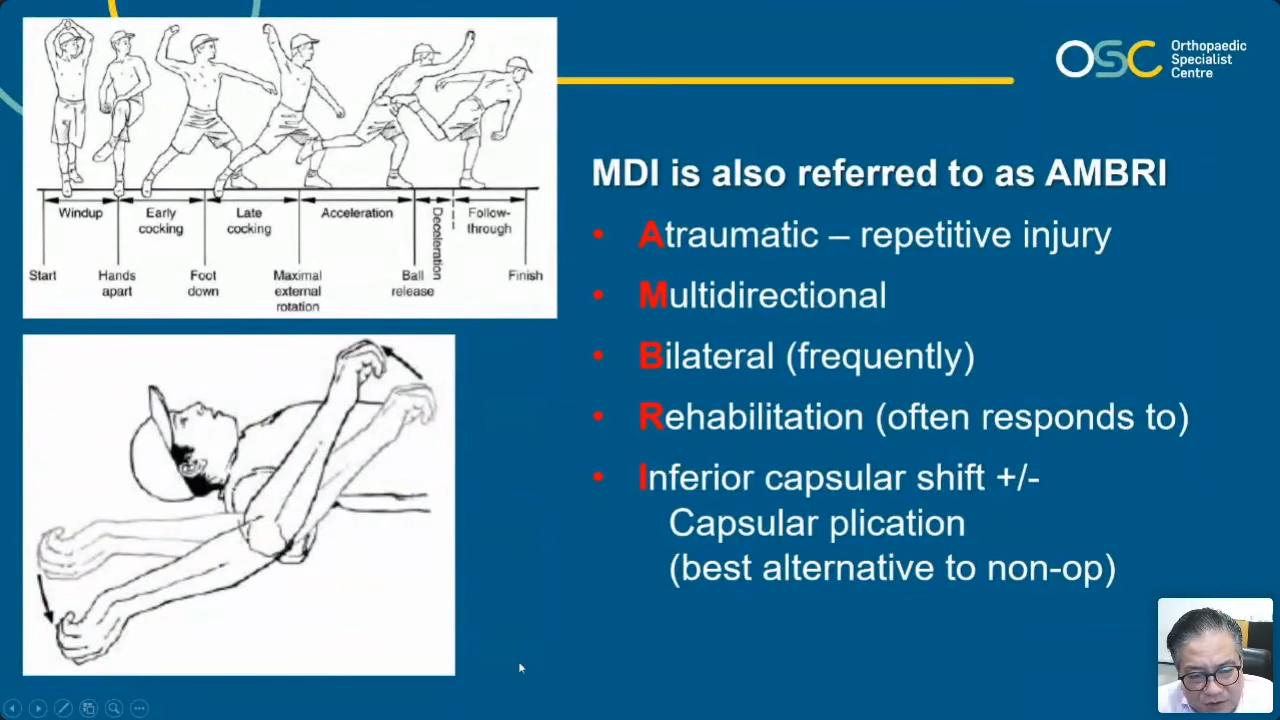 OSC
Orthopaedic
Specialist
Centre
Windup
Early
cocking
Late
cocking
Acceleration
Deceleration
Follow-
through
Start
Hands
apart
Foot
down
Maximal
external
rotation
Ball
release
Finish
MDI is also referred to as AMBRI
• Atraumatic – repetitive injury
• Multidirectional
• Bilateral (frequently)
• Rehabilitation (often responds to)
• Inferior capsular shift +/-
Capsular plication
(best alternative to non-op)